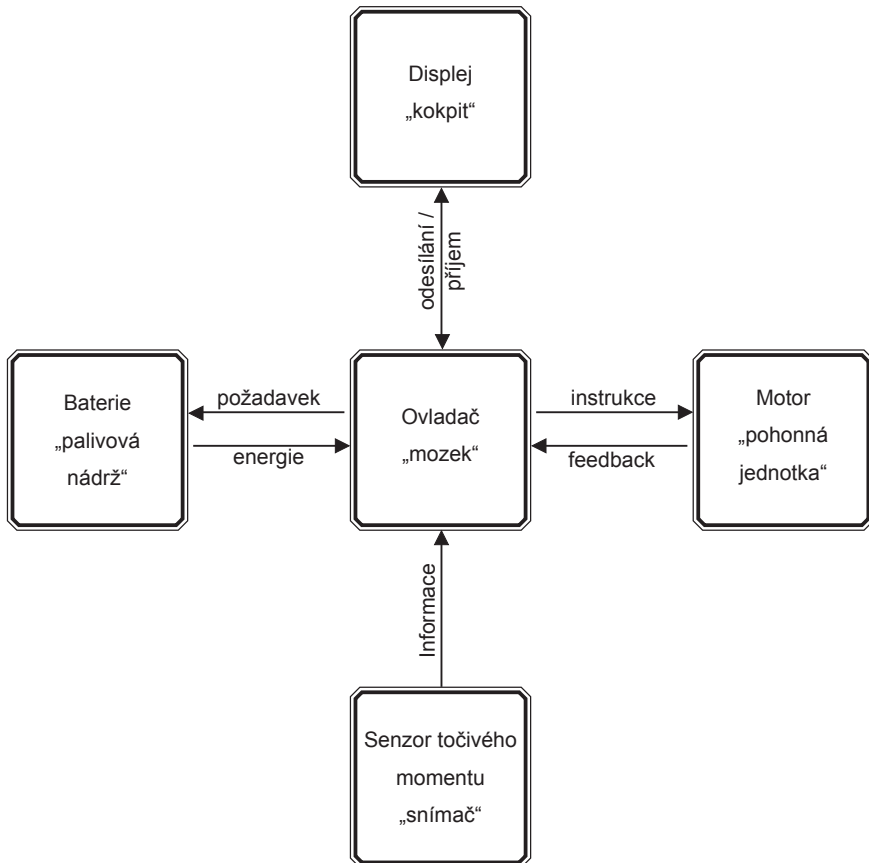 Displej
„kokpit“
odesílání /
příjem
Baterie
„palivová
nádrž“
požadavek
energie
Ovladač
„mozek“
instrukce
feedback
Motor
„pohonná
jednotka“
Informace
Senzor točivého
momentu
„snímač“